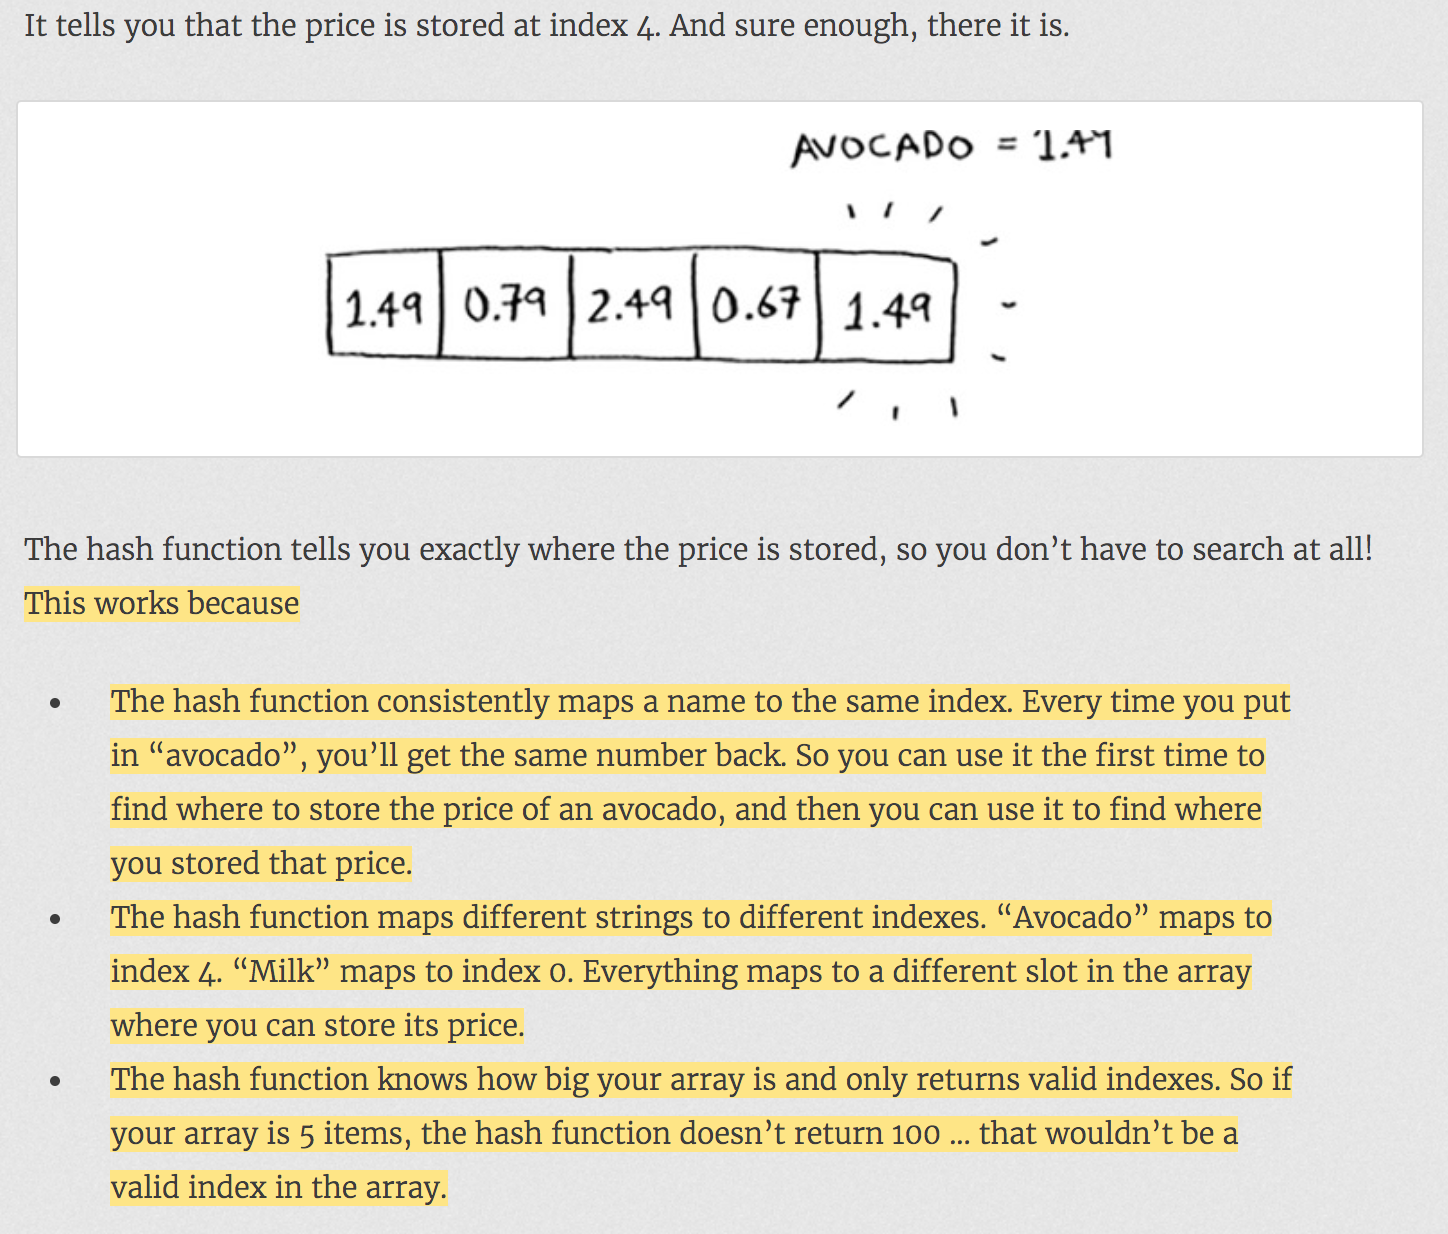 It tells you that the price is stored at index 4. And sure enough, there it is.
AVOCADO = 1.49
1.49 0.79 2.49 0.67 1.49
The hash function tells you exactly where the price is stored, so you don’t have to search at all!
This works because
• The hash function consistently maps a name to the same index. Every time you put
in “avocado”, you’ll get the same number back. So you can use it the first time to
find where to store the price of an avocado, and then you can use it to find where
you stored that price.
• The hash function maps different strings to different indexes. “Avocado” maps to
index 4. “Milk” maps to index 0. Everything maps to a different slot in the array
where you can store its price.
• The hash function knows how big your array is and only returns valid indexes. So if
your array is 5 items, the hash function doesn’t return 100 ... that wouldn’t be a
valid index in the array.